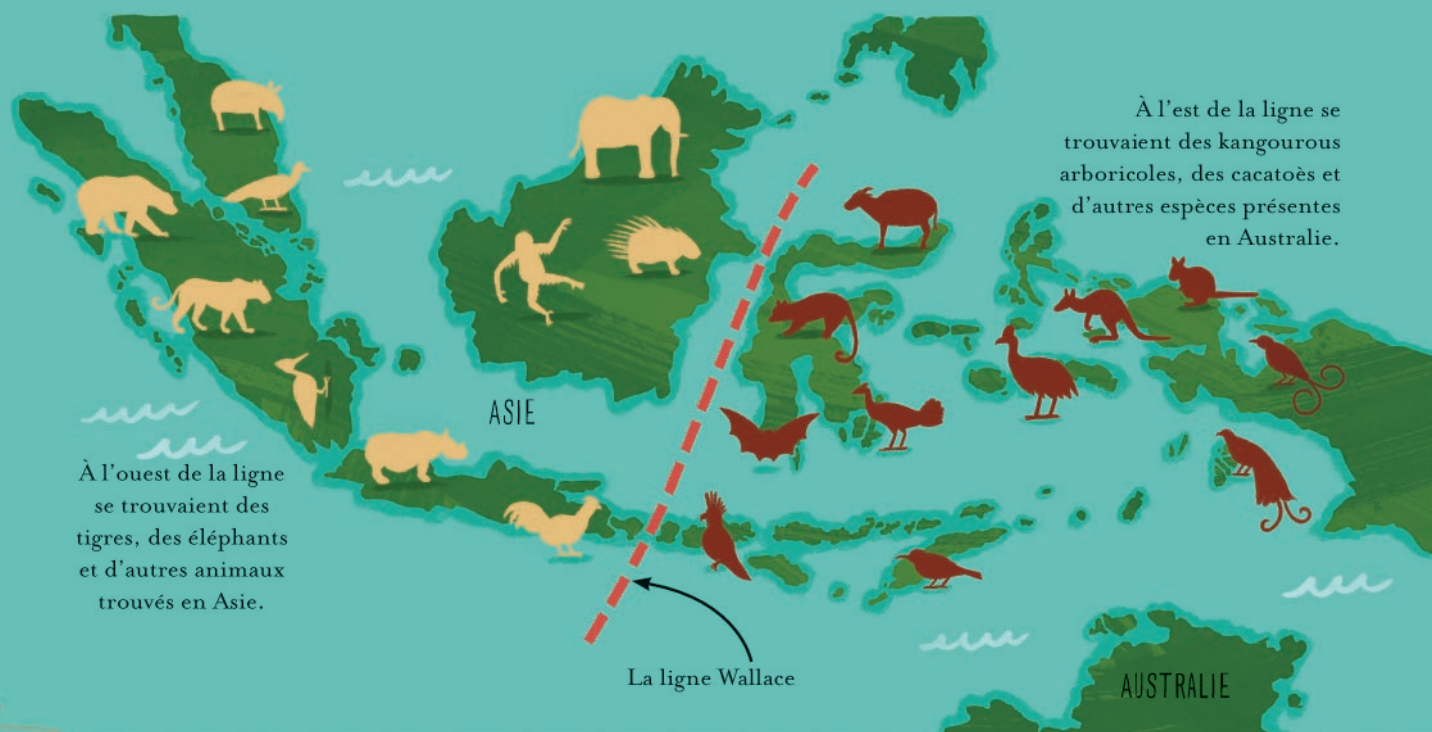 À l'est de la ligne se
trouvaient des kangourous
arboricoles, des cacatoès et
d'autres espèces présentes
en Australie.
ASIE
À l'ouest de la ligne
se trouvaient des
tigres, des éléphants
et d'autres animaux
trouvés en Asie.
La ligne Wallace
AUSTRALIE